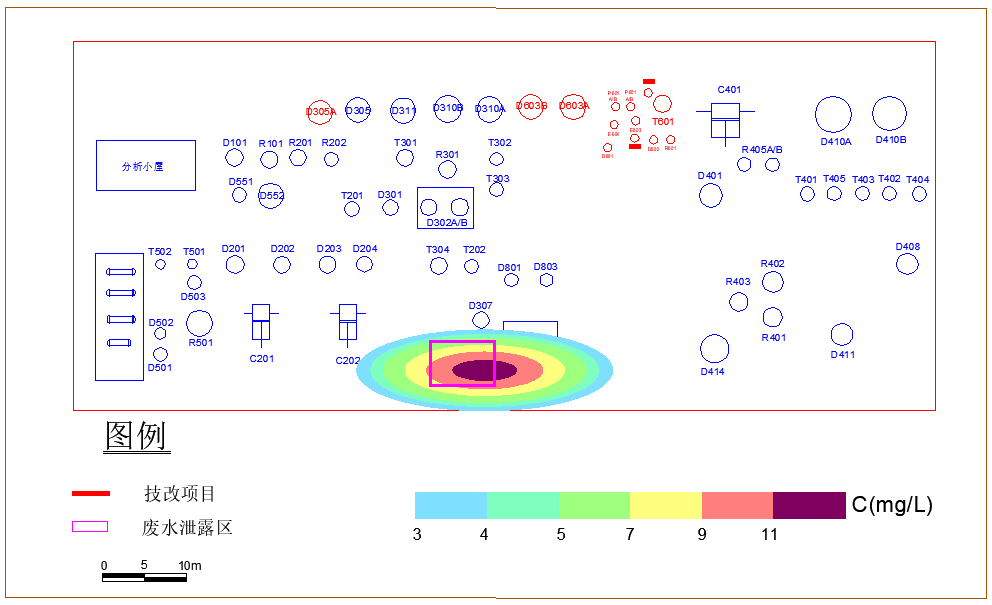 C401
D305A D305 D311 D310B D310A D603B D603A
T601
D410A D410B
D101 R101 R201 R202 T301 R301 T302
R405A/B
分析小屋
D551 D552 T201 D301 T303
D302A/B
D401 T401 T405 T403 T402 T404
T502 T501 D201 D202 D203 D204 T304 T202 D801 D803
D408
D503
R402
R403
D307
D502 R501
R401
D501 C201 C202
D411
D414
图例
技改项目
废水泄露区
C(mg/L)
3 4 5 7 9 11
0 5 10m